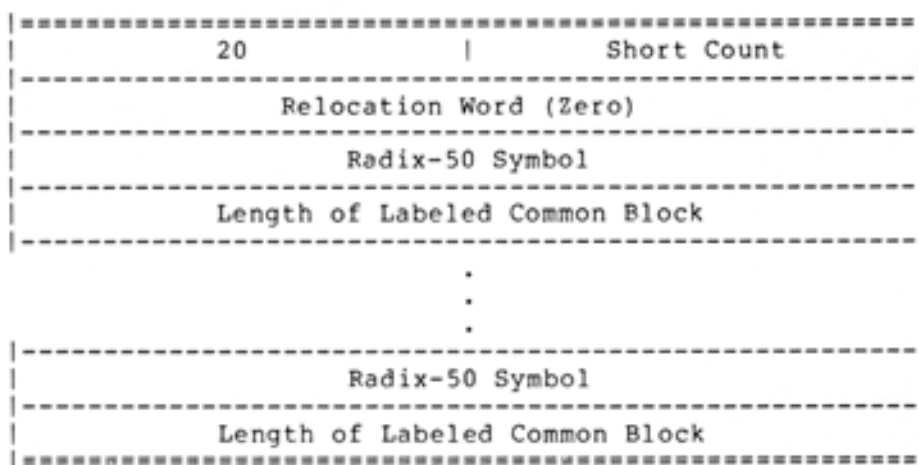 |=======================================================
| 20 | Short Count
|-------------------------------------------------------
| Relocation Word (Zero)
|-------------------------------------------------------
| Radix-50 Symbol
|-------------------------------------------------------
| Length of Labeled Common Block
|-------------------------------------------------------
.
.
.
|-------------------------------------------------------
| Radix-50 Symbol
|-------------------------------------------------------
| Length of Labeled Common Block
|=======================================================